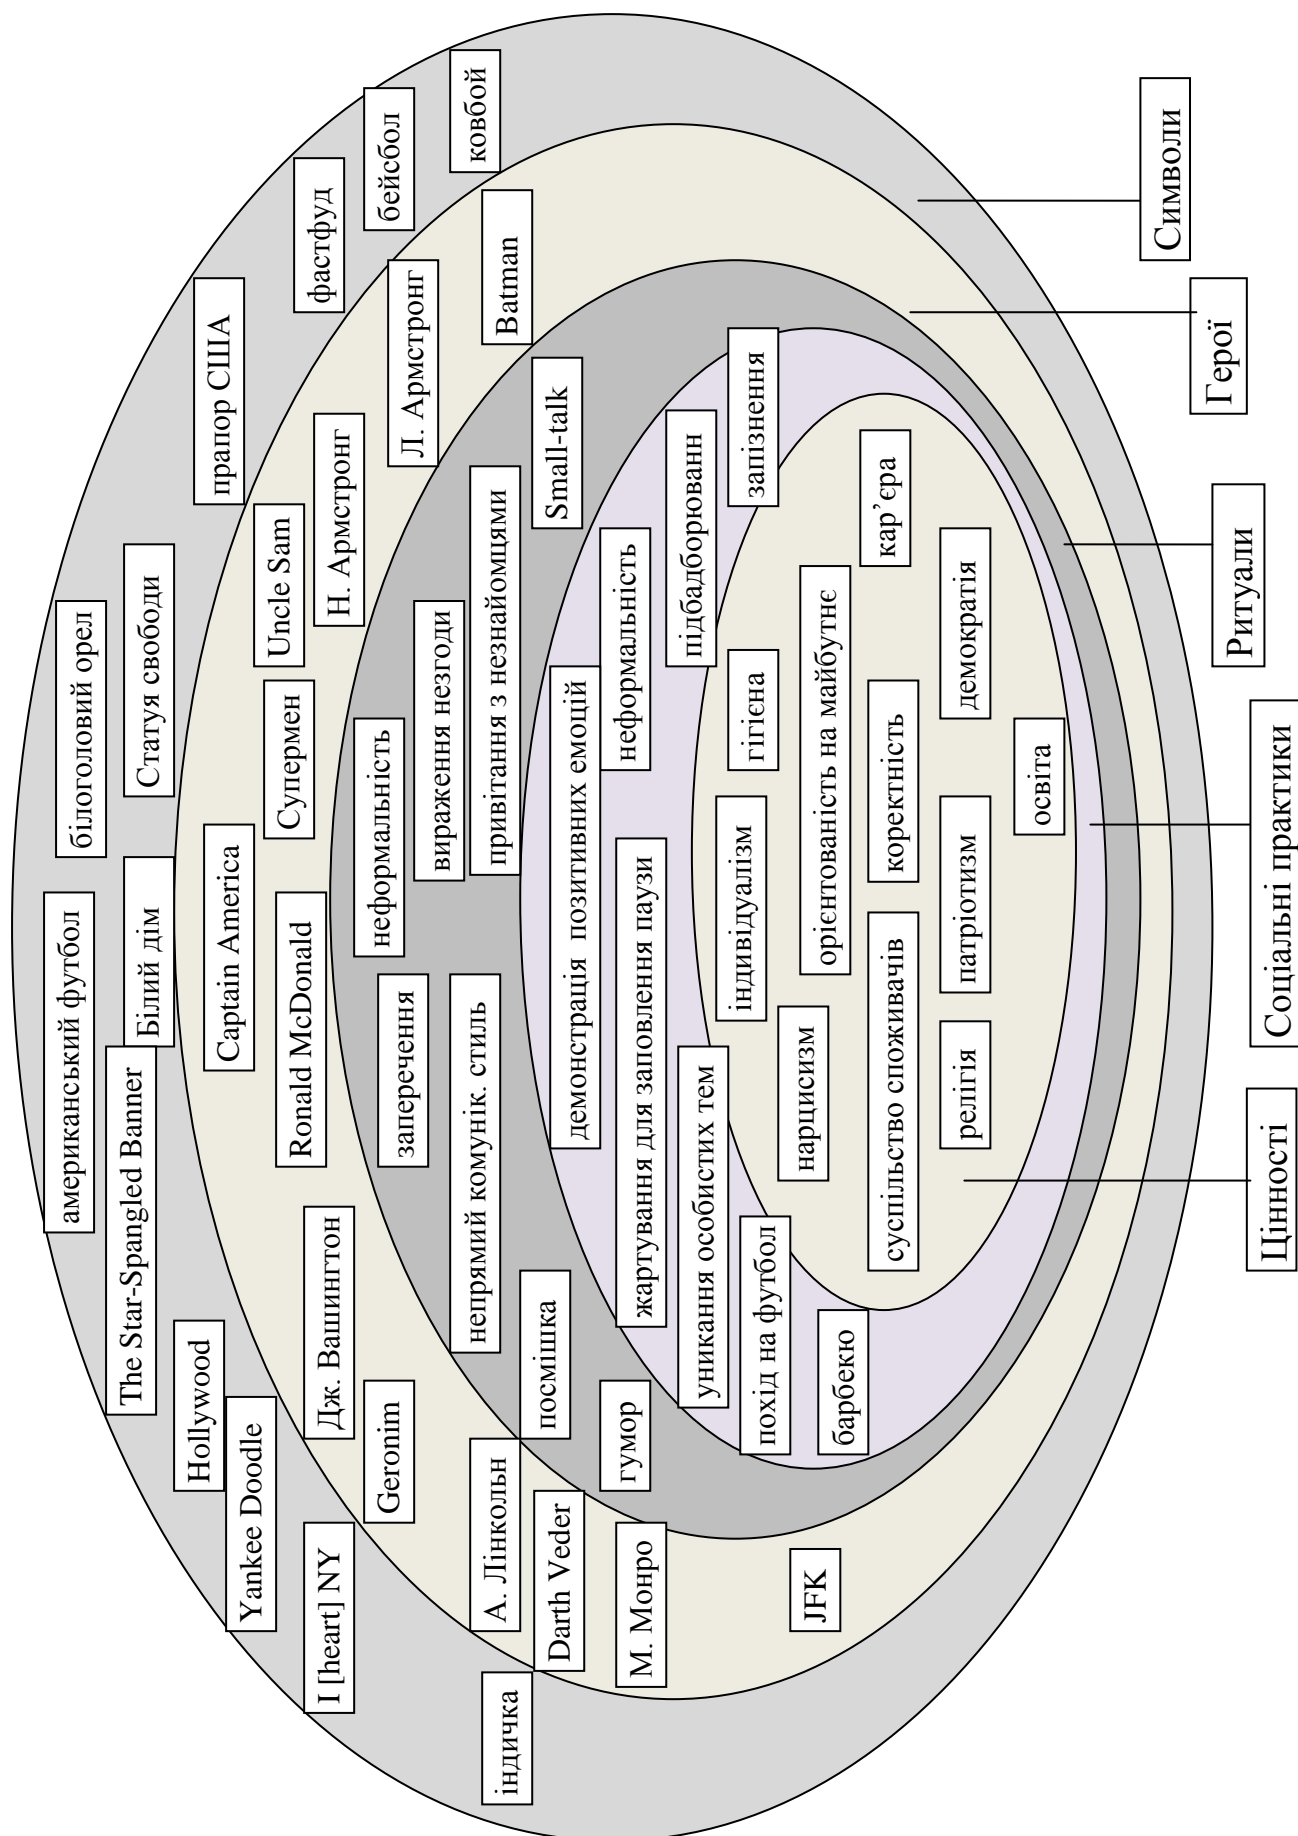 американський футбол
білоголовий орел
The Star-Spangled Banner
Білий дім
Статуя свободи
Hollywood
прапор США
Yankee Doodle
Captain America
Супермен
Uncle Sam
Ronald McDonald
фастфуд
I [heart] NY
Дж. Вашингтон
Н. Армстронг
Geronim
неформальність
бейсбол
заперечення
Л. Армстронг
вираження незгоди
непрямий комунік. стиль
привітання з незнайомцями
ковбой
індичка
А. Лінкольн
Batman
посмішка
Small-talk
Darth Veder
демонстрація позитивних емоцій
гумор
неформальність
М. Монро
жартування для заповлення паузи
підбадборюванн
уникання особистих тем
індивідуалізм
гігієна
запізнення
похід на футбол
нарцисизм
JFK
орієнтованість на майбутнє
барбекю
кар’єра
суспільство споживачів
коректність
релігія
патріотизм
демократія
освіта
Символи
Герої
Ритуали
Соціальні практики
Цінності